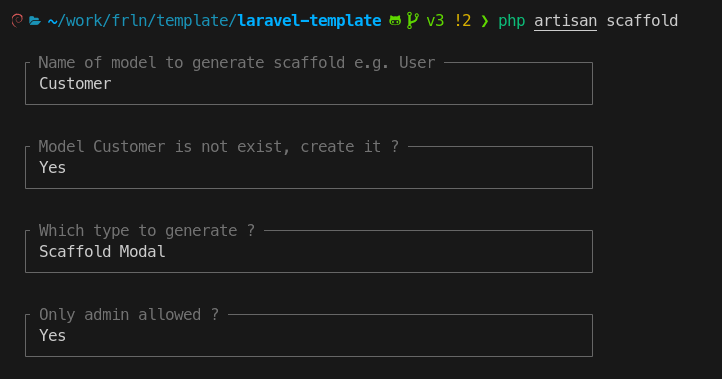 ~/work/frln/template/laravel-template v3 !2 ❯ php artisan scaffold
Name of model to generate scaffold e.g. User
Customer
Model Customer is not exist, create it ?
Yes
Which type to generate ?
Scaffold Modal
Only admin allowed ?
Yes